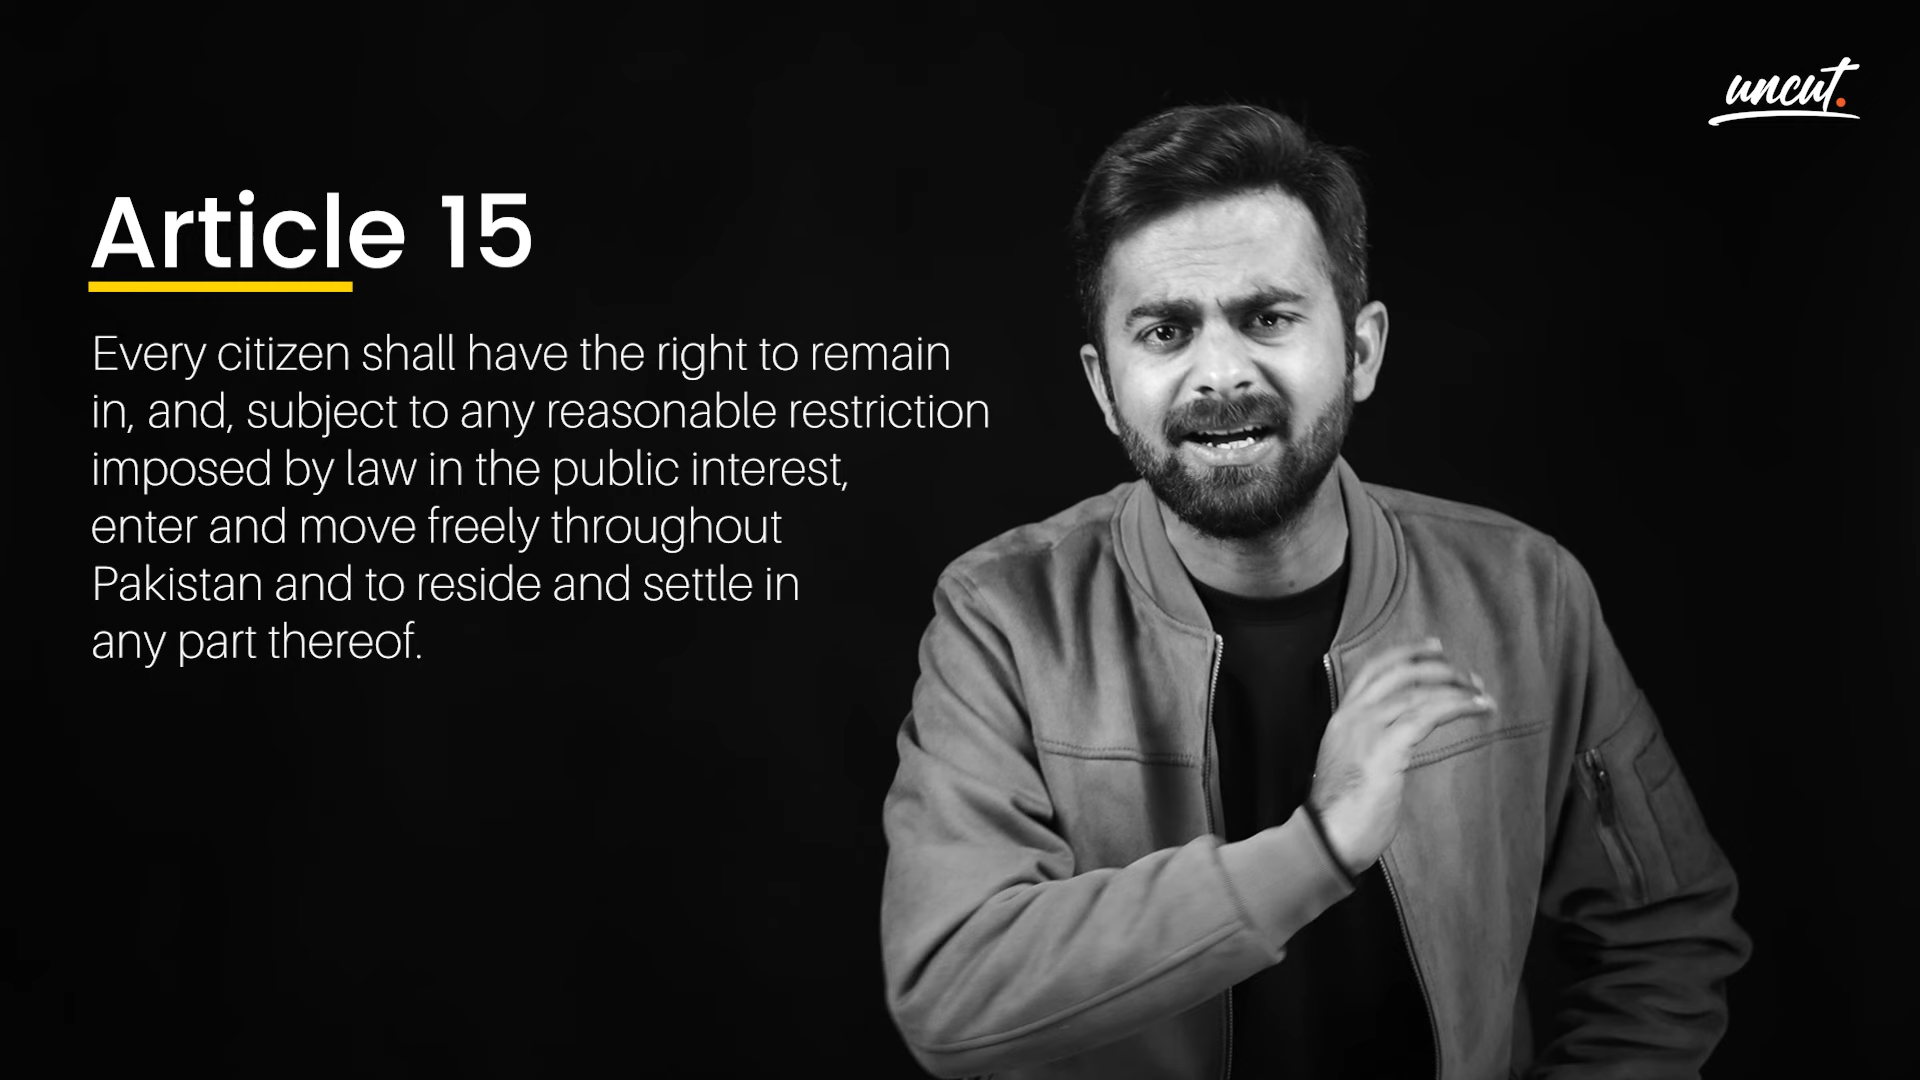 uncut.
Article 15
Every citizen shall have the right to remain
in, and, subject to any reasonable restriction
imposed by law in the public interest,
enter and move freely throughout
Pakistan and to reside and settle in
any part thereof.